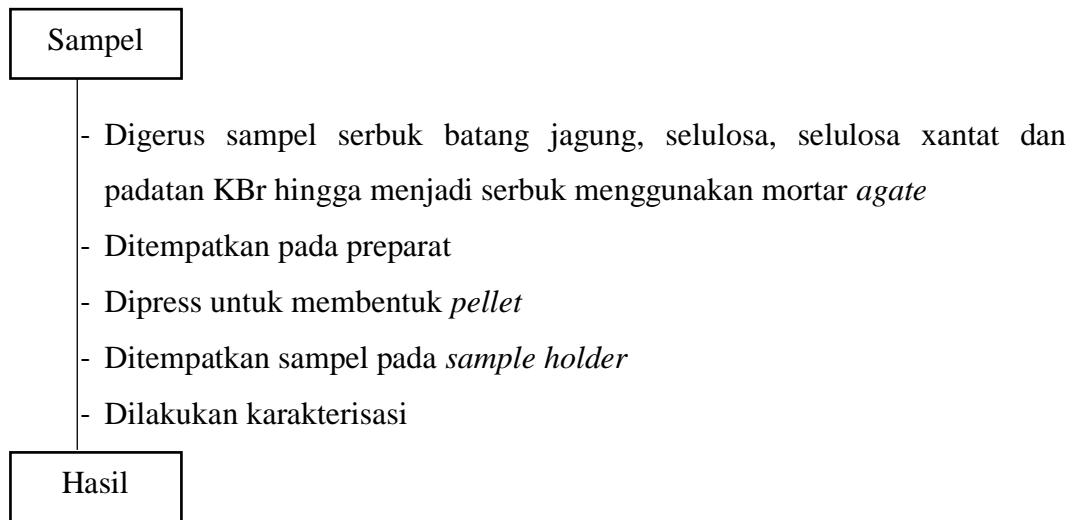 Sampel
- Digerus sampel serbuk batang jagung, selulosa, selulosa xantat dan
padatan KBr hingga menjadi serbuk menggunakan mortar agate
- Ditempatkan pada preparat
- Dipress untuk membentuk pellet
- Ditempatkan sampel pada sample holder
- Dilakukan karakterisasi
Hasil